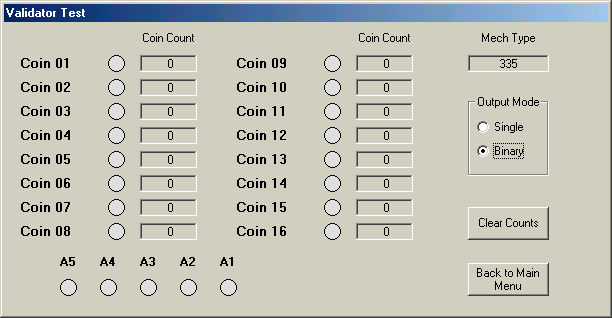 Validator Test
Coin Count Coin Count Mech Type
Coin 01 0 Coin 09 0 335
Coin 02 0 Coin 10 0
Coin 03 0 Coin 11 0 Output Mode
Coin 04 0 Coin 12 0 Single
Coin 05 0 Coin 13 0 Binary
Coin 06 0 Coin 14 0
Coin 07 0 Coin 15 0 Clear Counts
Coin 08 0 Coin 16 0
A5 A4 A3 A2 A1
Back to Main
Menu